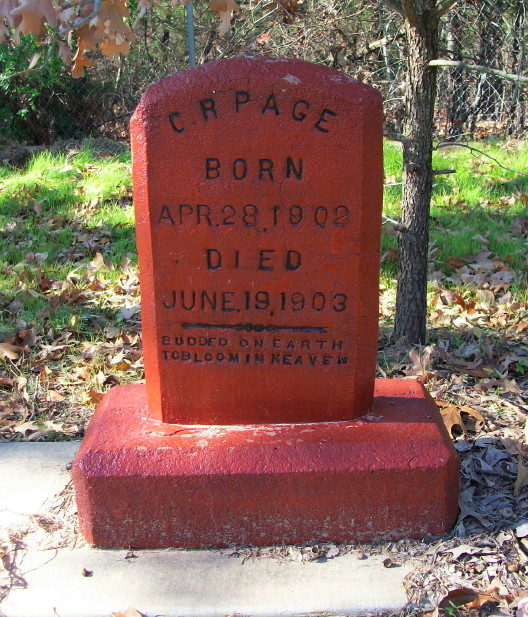 C.R PAGE
BORN
APR.28,1902
DIED
JUNE.19,1903
BUDDED ON EARTH
TO BLOOM IN HEAVEN